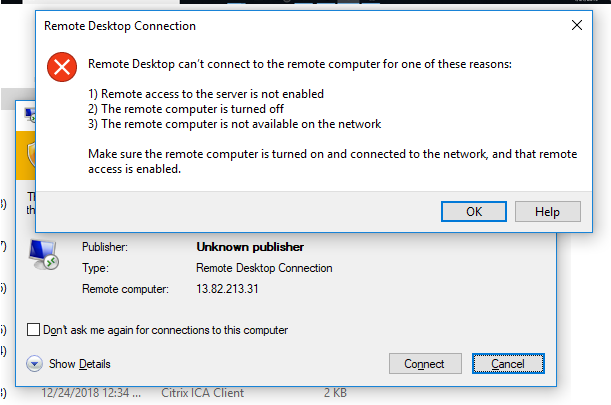 Remote Desktop Connection
Remote Desktop can't connect to the remote computer for one of these reasons:
1) Remote access to the server is not enabled
2) The remote computer is turned off
3) The remote computer is not available on the network
Make sure the remote computer is turned on and connected to the network, and that remote
access is enabled.
OK
Help
Publisher: Unknown publisher
Type: Remote Desktop Connection
Remote computer: 13.82.213.31
Don't ask me again for connections to this computer
Show Details
Connect
Cancel
12/24/2018 12:34 ... Citrix ICA Client 2 KB